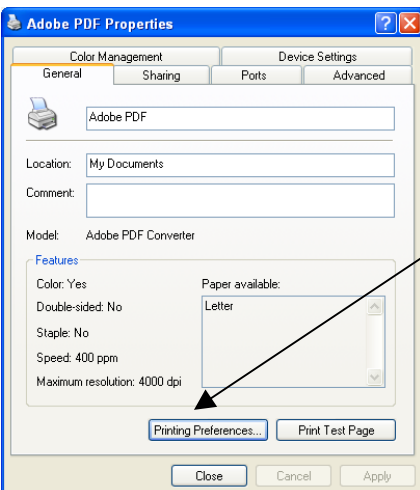 Adobe PDF Properties
Color Management Device Settings
General Sharing Ports Advanced
Adobe PDF
Location: My Documents
Comment:
Model: Adobe PDF Converter
Features
Color: Yes Paper available:
Double-sided: No Letter
Staple: No
Speed: 400 ppm
Maximum resolution: 4000 dpi
Printing Preferences... Print Test Page
Close Cancel Apply